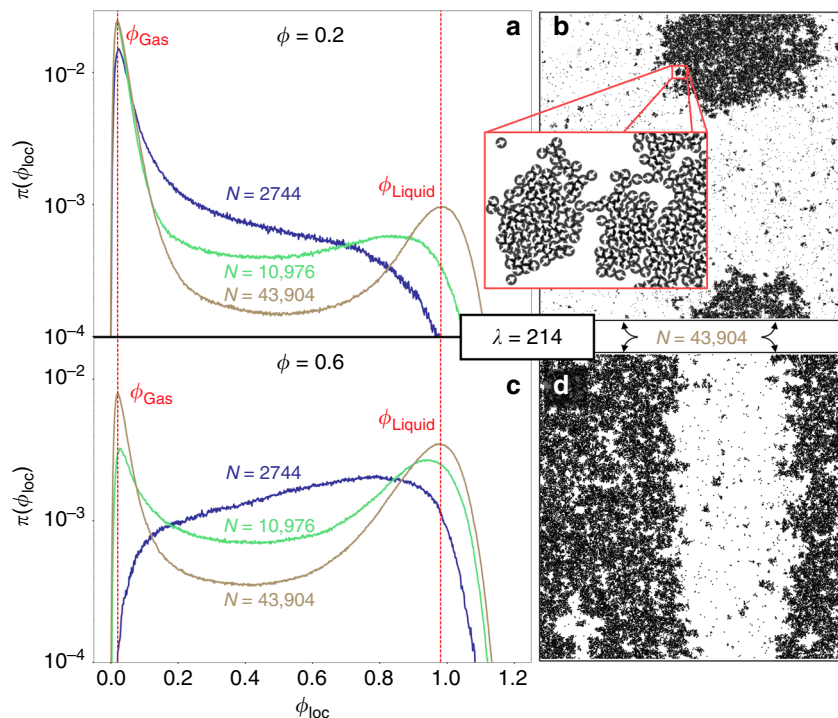 a
b
ϕ = 0.2
ϕGas
ϕLiquid
π(ϕloc)
10−2
10−3
10−4
N = 2744
N = 10,976
N = 43,904
λ = 214
N = 43,904
c
d
ϕ = 0.6
ϕGas
ϕLiquid
π(ϕloc)
10−2
10−3
10−4
N = 2744
N = 10,976
N = 43,904
0.0 0.2 0.4 0.6 0.8 1.0 1.2
ϕloc